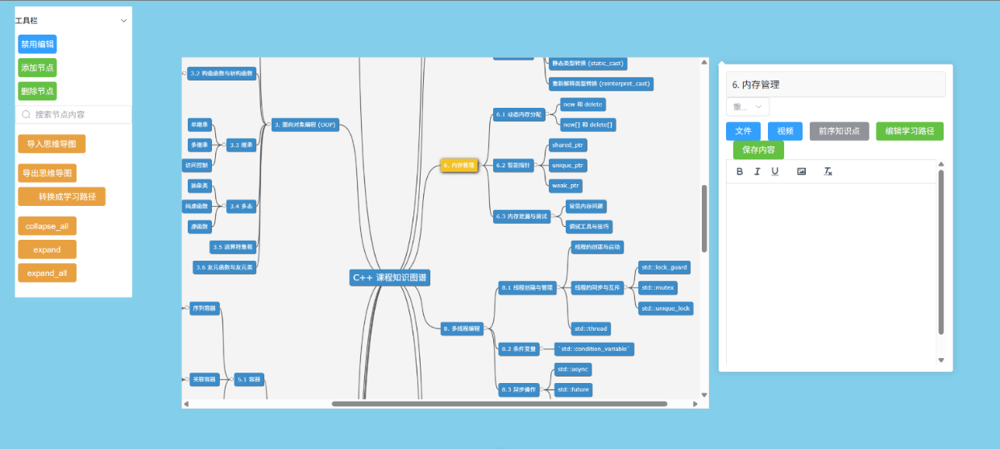 工具栏
禁用编辑
添加节点
删除节点
搜索节点内容
导入思维导图
导出思维导图
转换成学习路径
collapse_all
expand
expand_all
3.2 构造函数与析构函数
单继承
多继承
访问控制
3.3 继承
3. 面向对象编程 (OOP)
抽象类
纯虚函数
虚函数
3.4 多态
3.5 运算符重载
3.6 友元函数与友元类
序列容器
关联容器
5.1 容器
C++ 课程知识图谱
静态类型转换 (static_cast)
重新解释类型转换 (reinterpret_cast)
6.1 动态内存分配
new 和 delete
new[] 和 delete[]
6. 内存管理
6.2 智能指针
shared_ptr
unique_ptr
weak_ptr
6.3 内存泄漏与调试
常见内存问题
调试工具与技巧
8. 多线程编程
8.1 线程创建与管理
线程的创建与启动
线程的同步与互斥
std::lock_guard
std::mutex
std::unique_lock
std::thread
8.2 条件变量
`std::condition_variable`
8.3 异步操作
std::async
std::future
6. 内存管理
重...
文件
视频
前序知识点
编辑学习路径
保存内容
B I U